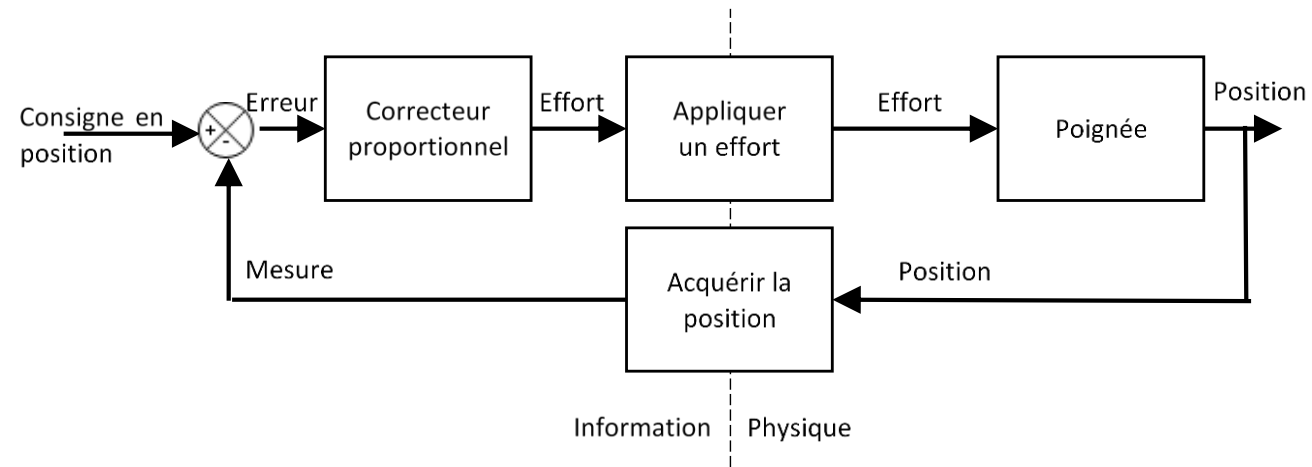 Consigne en
position
+
-
Erreur
Correcteur
proportionnel
Effort
Appliquer
un effort
Effort
Poignée
Position
Mesure
Acquérir la
position
Position
Information
Physique